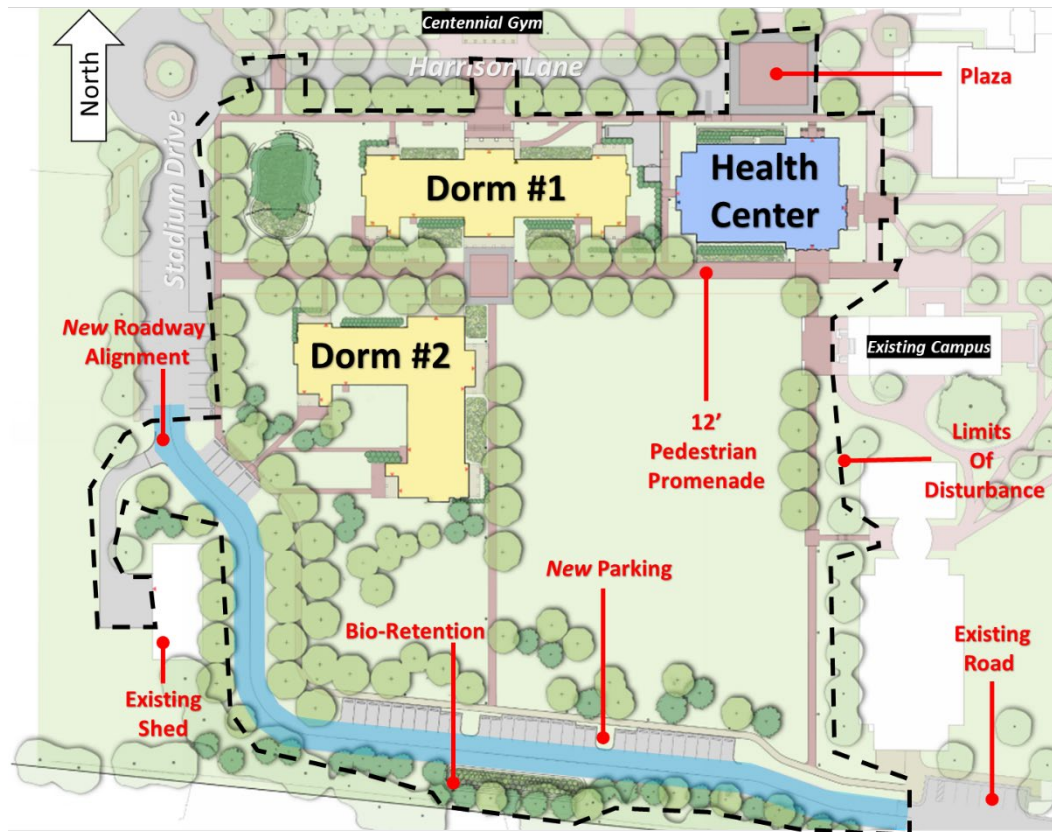 North
Centennial Gym
Harrison Lane
Plaza
Stadium Drive
Dorm #1
Health
Center
New Roadway
Alignment
Dorm #2
Existing Campus
12'
Pedestrian
Promenade
Limits
Of
Disturbance
New Parking
Bio-Retention
Existing
Road
Existing
Shed